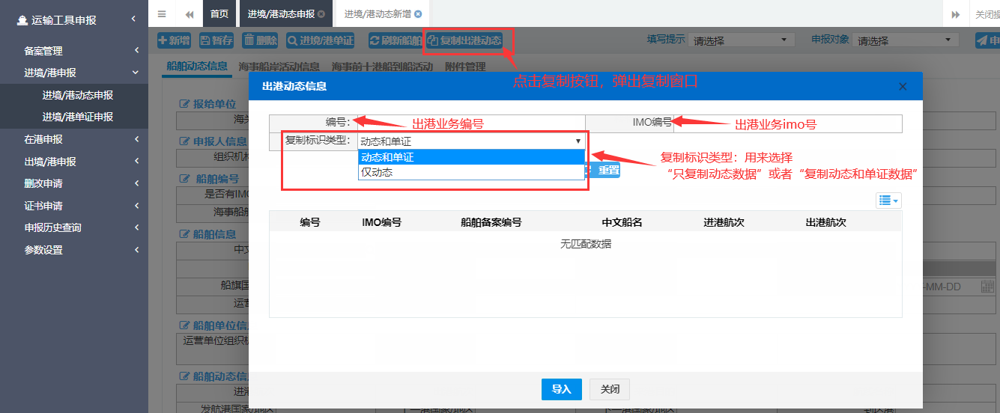 运输工具申报
首页
进境/港动态申报
进境/港动态新增
关闭
新增
暂存
删除
进境/港单证
刷新船舶
复制出港动态
填写提示
请选择
申报对象
请选择
申
备案管理
进境/港申报
进境/港动态申报
进境/港单证申报
在港申报
出境/港申报
删改申请
证书申请
申报历史查询
参数设置
船舶动态信息
海事船岸活动信息
海事前十港船到船活动
附件管理
点击复制按钮，弹出复制窗口
出港动态信息
报给单位
海关
编号：
出港业务编号
IMO编号
出港业务imo号
申报人信息
复制标识类型：
动态和单证
动态和单证
仅动态
重置
复制标识类型：用来选择
“只复制动态数据”或者“复制动态和单证数据”
组织机构
船舶编号
是否有IMO
海事船舶
编号
IMO编号
船舶备案编号
中文船名
进港航次
出港航次
无匹配数据
船舶信息
中文
船旗国
-MM-DD
运营
船舶单位信息
运营单位组织机
船舶动态信息
进港
导入
关闭
发航港国家/地区
港国家/地区
下一港国家/地区